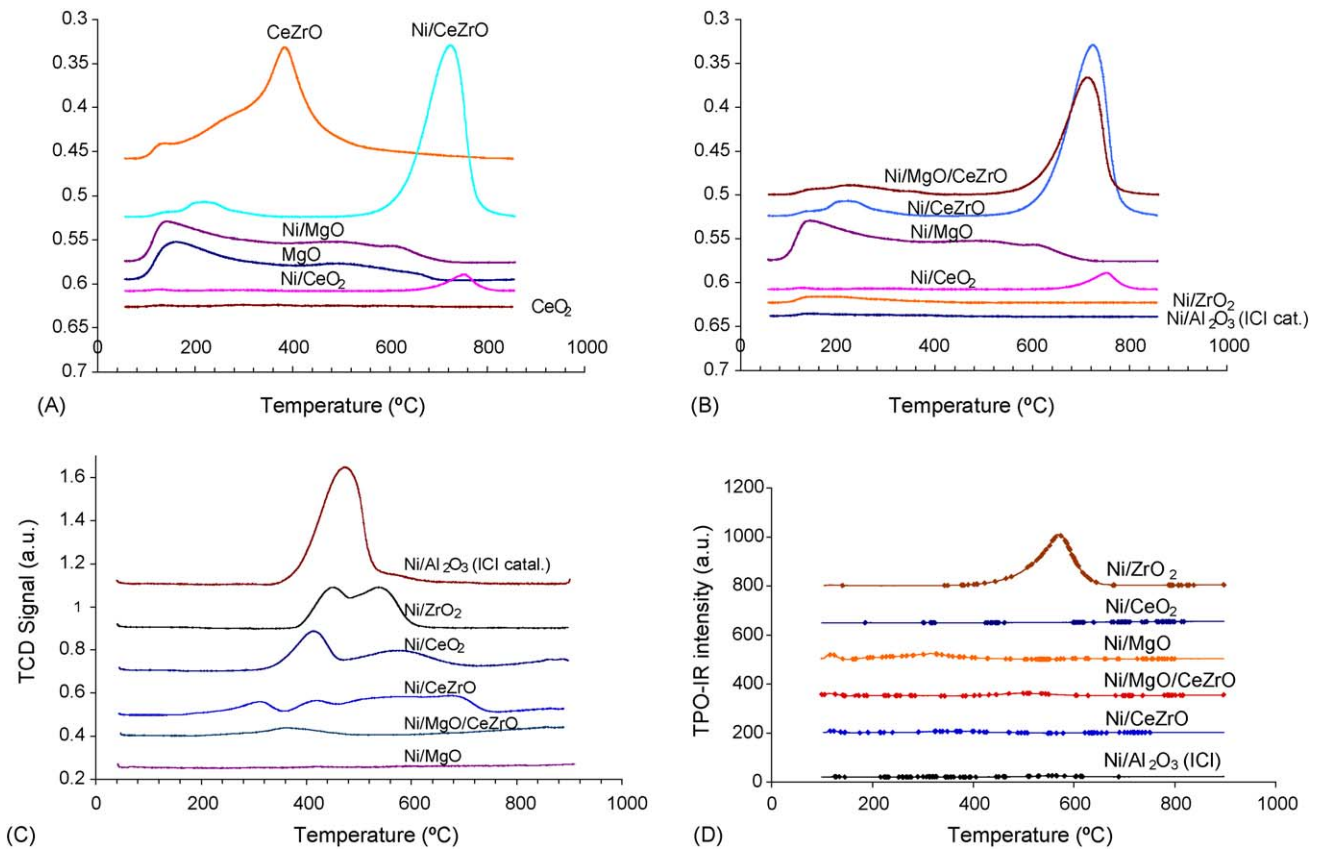 0.3
0.35
0.4
0.45
0.5
0.55
0.6
0.65
0.7
0 200 400 600 800 1000
CeZrO
Ni/CeZrO
Ni/MgO
MgO
Ni/CeO2
CeO2
(A) Temperature (ºC)
0.3
0.35
0.4
0.45
0.5
0.55
0.6
0.65
0.7
0 200 400 600 800 1000
Ni/MgO/CeZrO
Ni/CeZrO
Ni/MgO
Ni/CeO2
Ni/ZrO2
Ni/Al2O3 (ICI cat.)
(B) Temperature (ºC)
TCD Signal (a.u.)
1.6
1.4
1.2
1
0.8
0.6
0.4
0.2
0 200 400 600 800 1000
Ni/Al2O3 (ICI catal.)
Ni/ZrO2
Ni/CeO2
Ni/CeZrO
Ni/MgO/CeZrO
Ni/MgO
(C) Temperature (ºC)
TPO-IR intensity (a.u.)
1200
1000
800
600
400
200
0
0 200 400 600 800 1000
Ni/ZrO2
Ni/CeO2
Ni/MgO
Ni/MgO/CeZrO
Ni/CeZrO
Ni/Al2O3 (ICI)
(D) Temperature (ºC)